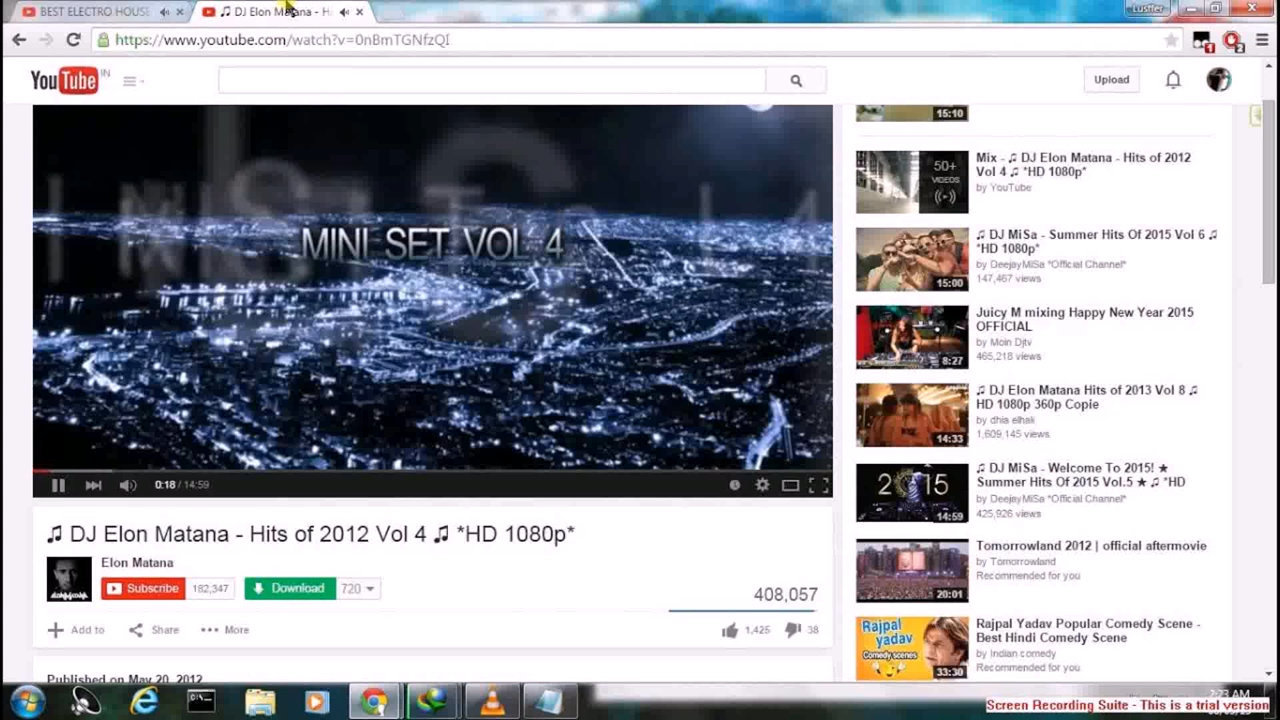 BEST ELECTRO HOUSE
♫ DJ Elon Matana - H
Lustfer
https://www.youtube.com/watch?v=0nBmTGNfzQI
1
2
YouTube IN
Upload
MINI SET VOL 4
0:18 / 14:59
♫ DJ Elon Matana - Hits of 2012 Vol 4 ♫ *HD 1080p*
Elon Matana
Subscribe 182,347
Download 720
408,057
Add to
Share
More
1,425
38
Published on May 20, 2012
15:10
50+
VIDEOS
Mix - ♫ DJ Elon Matana - Hits of 2012
Vol 4 ♫ *HD 1080p*
by YouTube
15:00
♫ DJ MiSa - Summer Hits Of 2015 Vol 6 ♫
*HD 1080p*
by DeejayMiSa *Official Channel*
147,467 views
8:27
Juicy M mixing Happy New Year 2015
OFFICIAL
by Moin Djtv
465,218 views
14:33
♫ DJ Elon Matana Hits of 2013 Vol 8 ♫
HD 1080p 360p Copie
by dhia elhali
1,609,145 views
2015
14:59
♫ DJ MiSa - Welcome To 2015! ★
Summer Hits Of 2015 Vol.5 ★ ♫ *HD
by DeejayMiSa *Official Channel*
425,926 views
20:01
Tomorrowland 2012 | official aftermovie
by Tomorrowland
Recommended for you
Rajpal
yadav
Comedy scenes
33:30
Rajpal Yadav Popular Comedy Scene -
Best Hindi Comedy Scene
by Indian comedy
Recommended for you
2:23 AM
Screen Recording Suite - This is a trial version